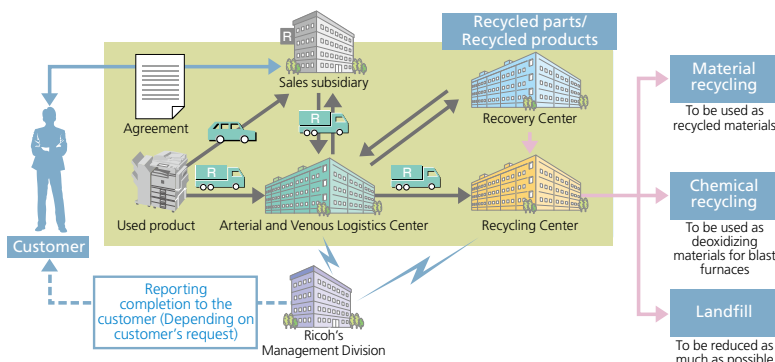 Recycled parts/
Recycled products
R
Sales subsidiary
Agreement
R
Recovery Center
R
R
Used product
Arterial and Venous Logistics Center
Recycling Center
Customer
Reporting
completion to the
customer (Depending on
customer's request)
Ricoh's
Management Division
Material
recycling
To be used as
recycled materials
Chemical
recycling
To be used as
deoxidizing
materials for blast
furnaces
Landfill
To be reduced as
much as possible